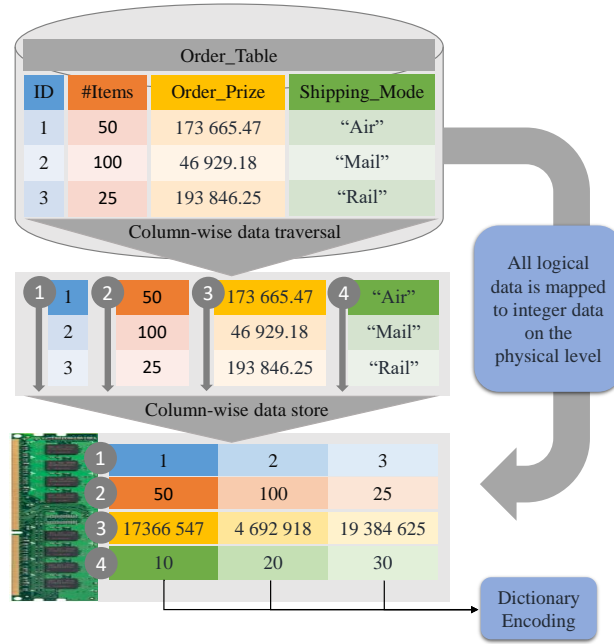 Order_Table
ID #Items Order_Prize Shipping_Mode
1 50 173 665.47 “Air”
2 100 46 929.18 “Mail”
3 25 193 846.25 “Rail”
Column-wise data traversal
All logical
data is mapped
to integer data
on the
physical level
1 1 2 50 3 173 665.47 4 “Air”
2 100 46 929.18 “Mail”
3 25 193 846.25 “Rail”
Column-wise data store
1 1 2 3
2 50 100 25
3 17366 547 4 692 918 19 384 625
4 10 20 30
Dictionary
Encoding